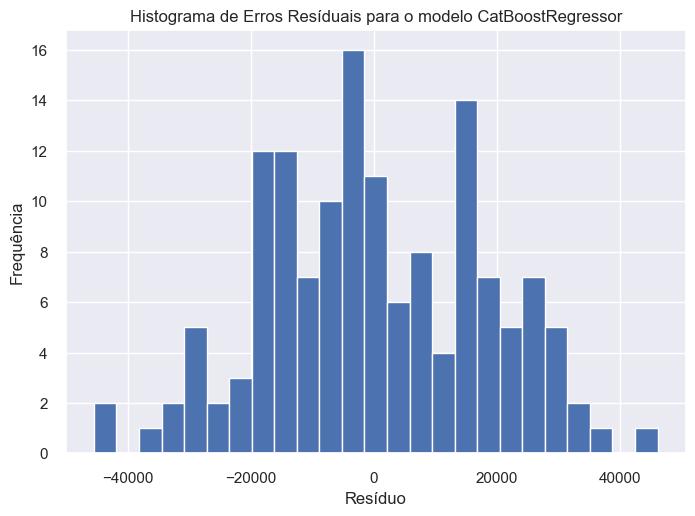 Histograma de Erros Resíduais para o modelo CatBoostRegressor
16
14
12
10
8
6
4
2
0
Frequência
−40000 −20000 0 20000 40000
Resíduo